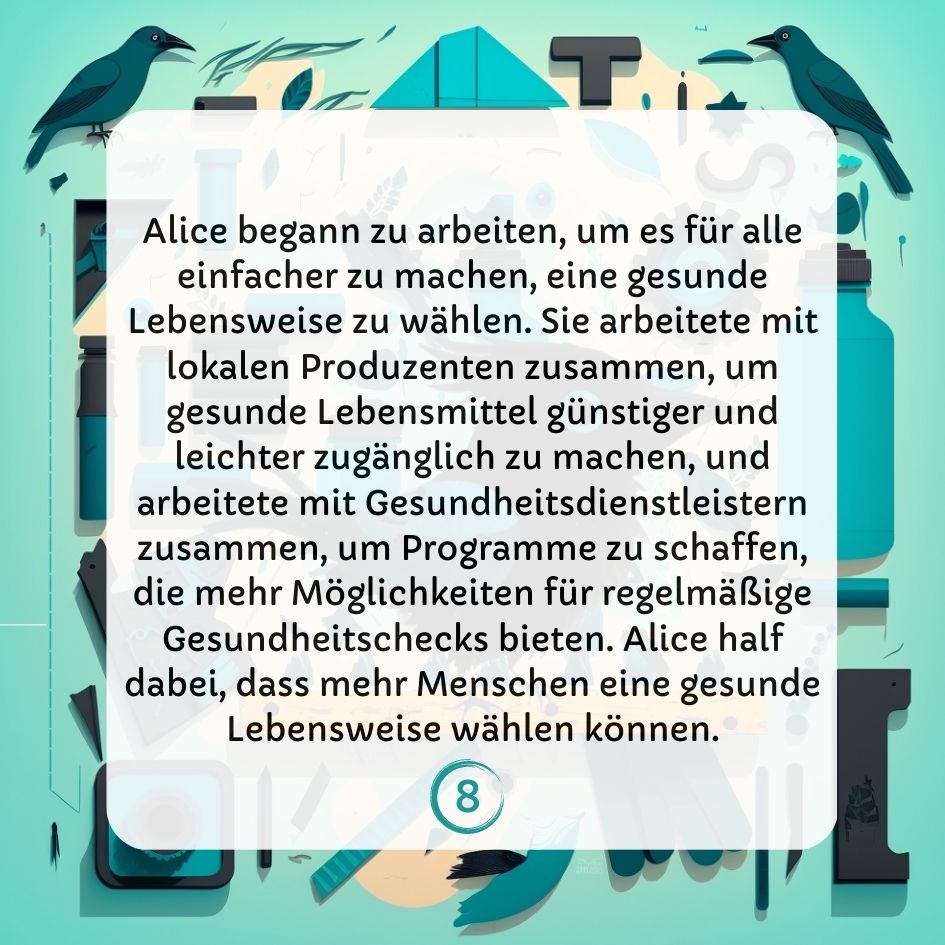 Alice begann zu arbeiten, um es für alle
einfacher zu machen, eine gesunde
Lebensweise zu wählen. Sie arbeitete mit
lokalen Produzenten zusammen, um
gesunde Lebensmittel günstiger und
leichter zugänglich zu machen, und
arbeitete mit Gesundheitsdienstleistern
zusammen, um Programme zu schaffen,
die mehr Möglichkeiten für regelmäßige
Gesundheitschecks bieten. Alice half
dabei, dass mehr Menschen eine gesunde
Lebensweise wählen können.
8